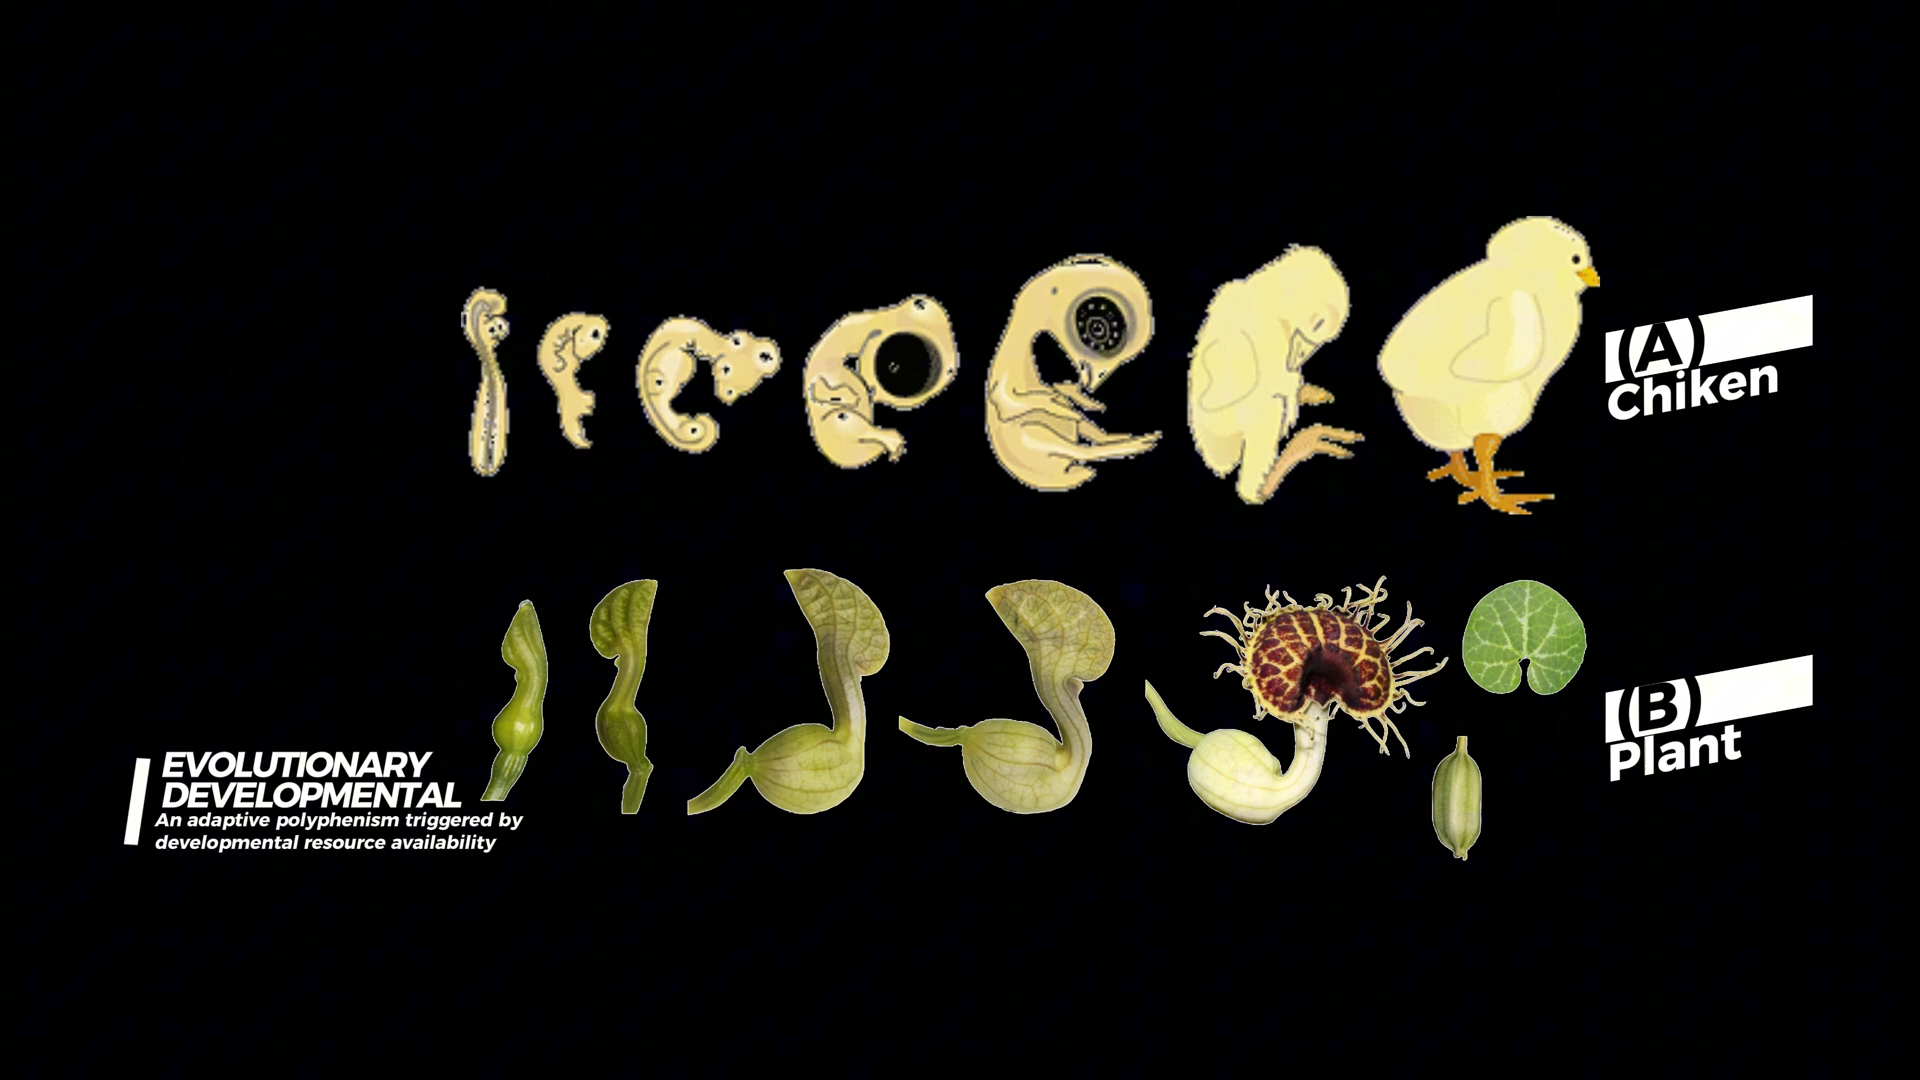 (A)
Chiken
(B)
Plant
EVOLUTIONARY
DEVELOPMENTAL
An adaptive polyphenism triggered by
developmental resource availability